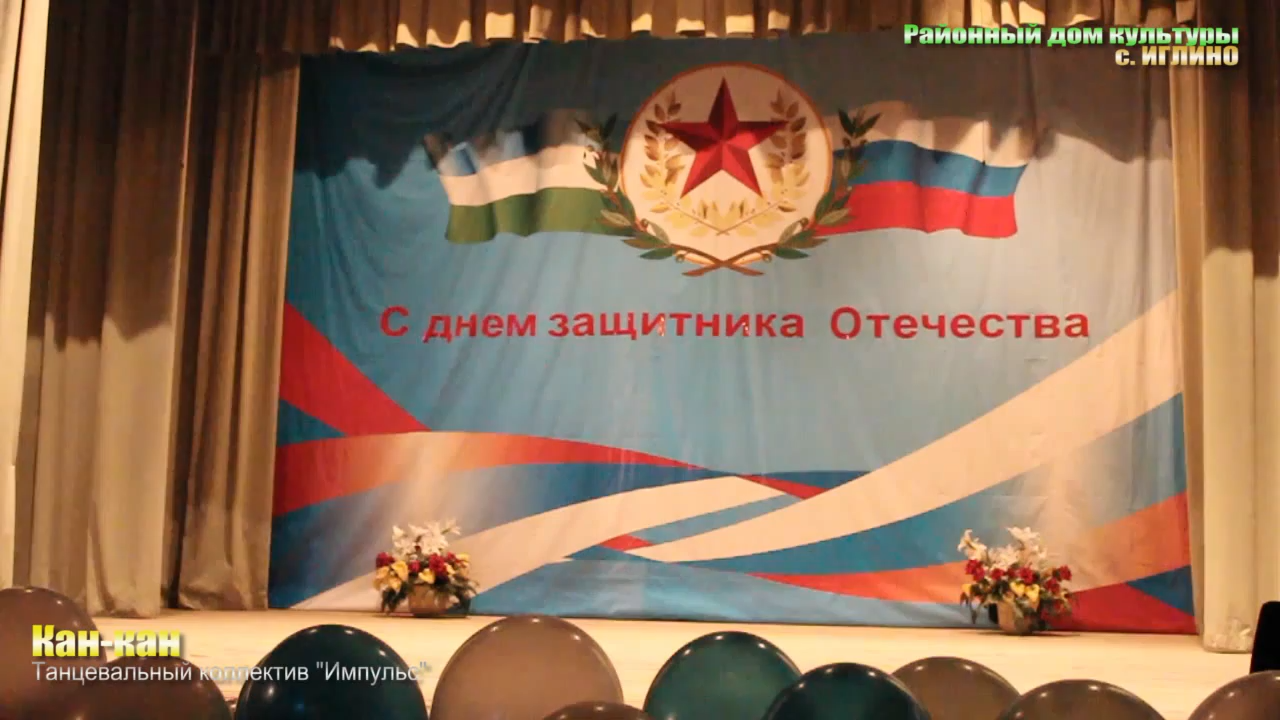 Районный дом культуры
с. ИГЛИНО
С днем защитника Отечества
Кан-кан
Танцевальный коллектив "Импульс"